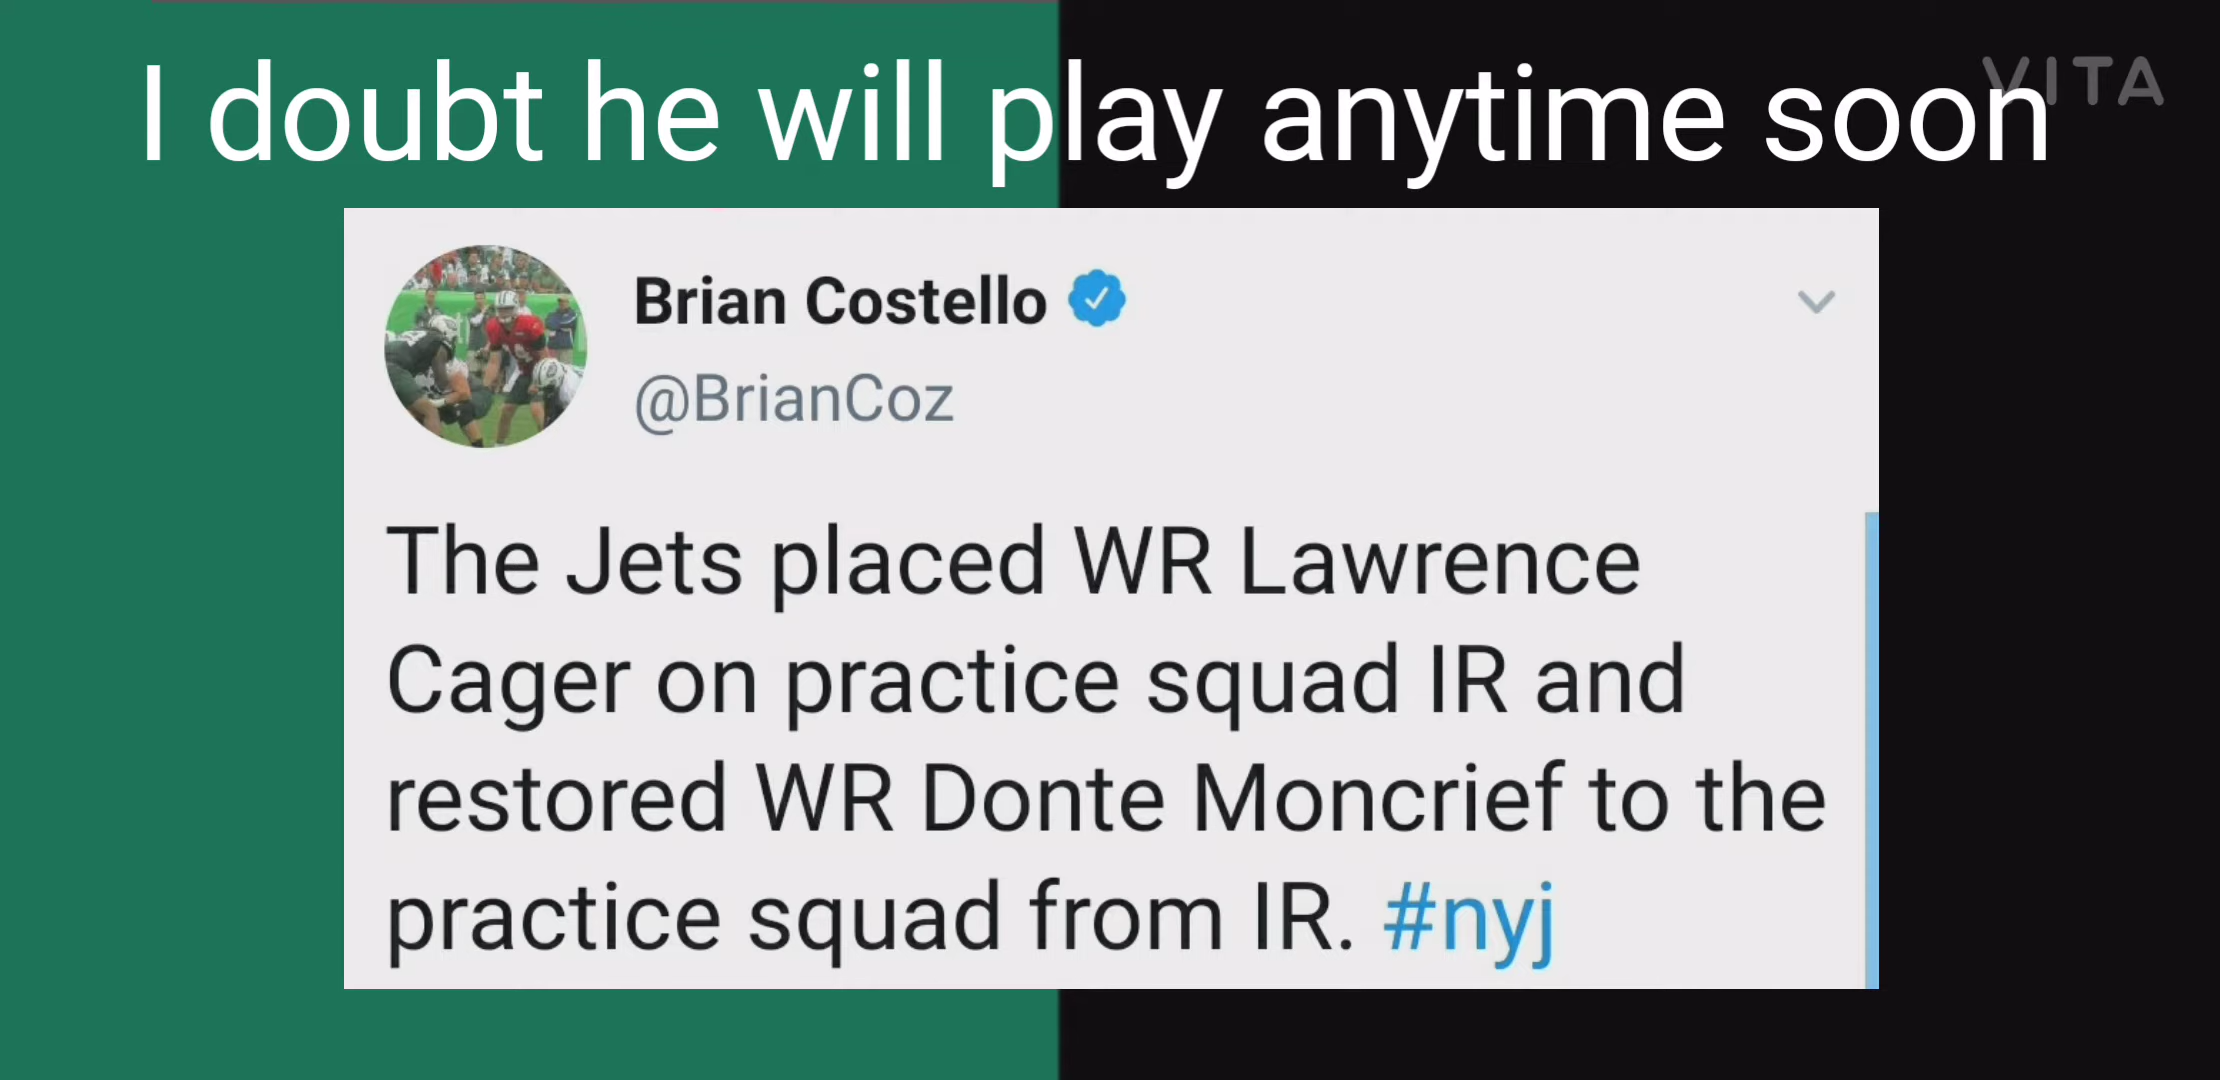 I doubt he will play anytime soon
VITA
Brian Costello
@BrianCoz
The Jets placed WR Lawrence
Cager on practice squad IR and
restored WR Donte Moncrief to the
practice squad from IR. #nyj